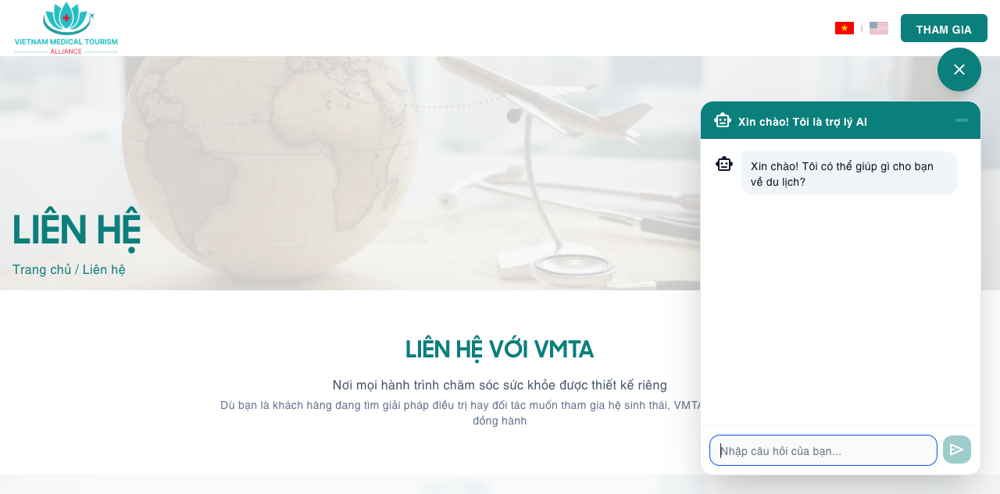 VIETNAM MEDICAL TOURISM
ALLIANCE
THAM GIA
LIÊN HỆ
Trang chủ / Liên hệ
Xin chào! Tôi là trợ lý AI
Xin chào! Tôi có thể giúp gì cho bạn
về du lịch?
Nhập câu hỏi của bạn...
LIÊN HỆ VỚI VMTA
Nơi mọi hành trình chăm sóc sức khỏe được thiết kế riêng
Dù bạn là khách hàng đang tìm giải pháp điều trị hay đối tác muốn tham gia hệ sinh thái, VMTA
đồng hành